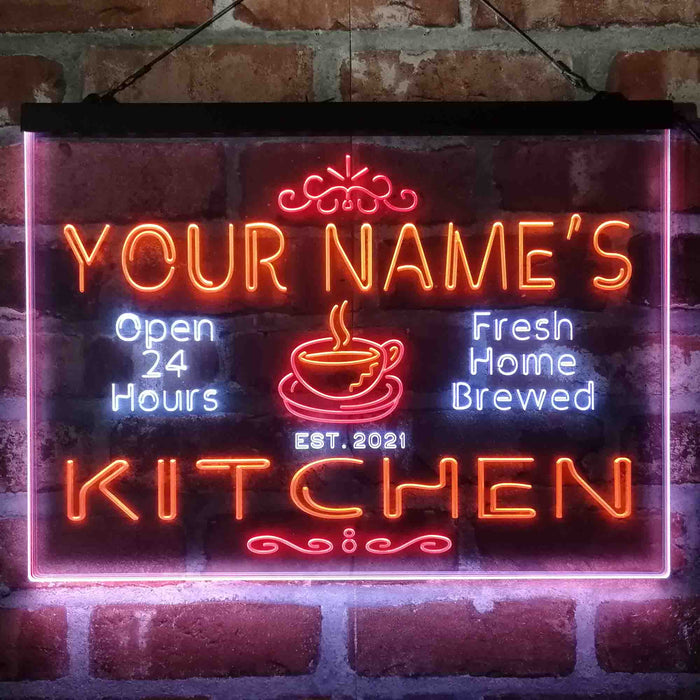 YOUR NAME'S
Open
24
Hours
Fresh
Home
Brewed
EST. 2021
KITCHEN